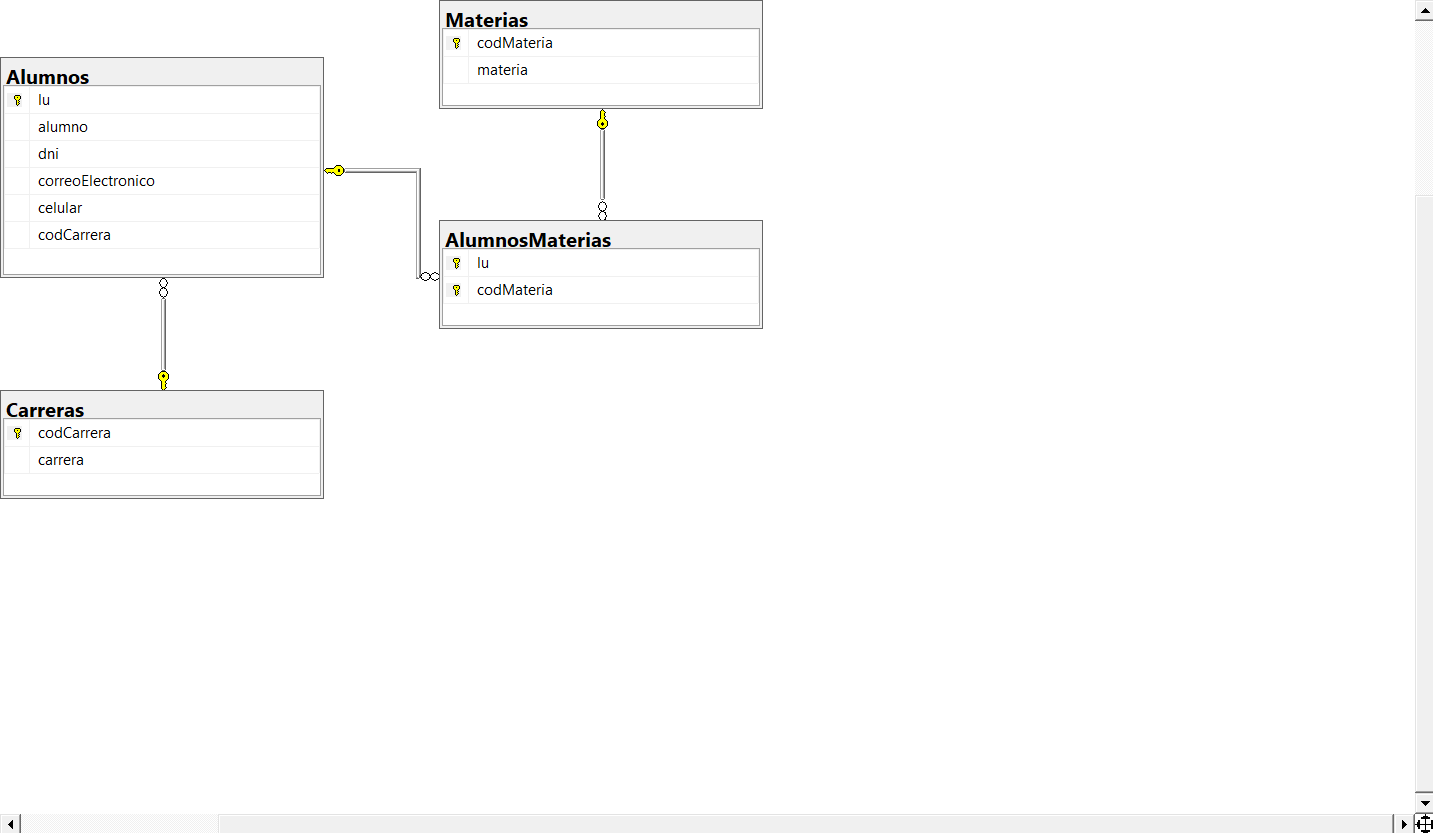 Materias
codMateria
materia
Alumnos
lu
alumno
dni
correoElectronico
celular
codCarrera
AlumnosMaterias
lu
codMateria
Carreras
codCarrera
carrera